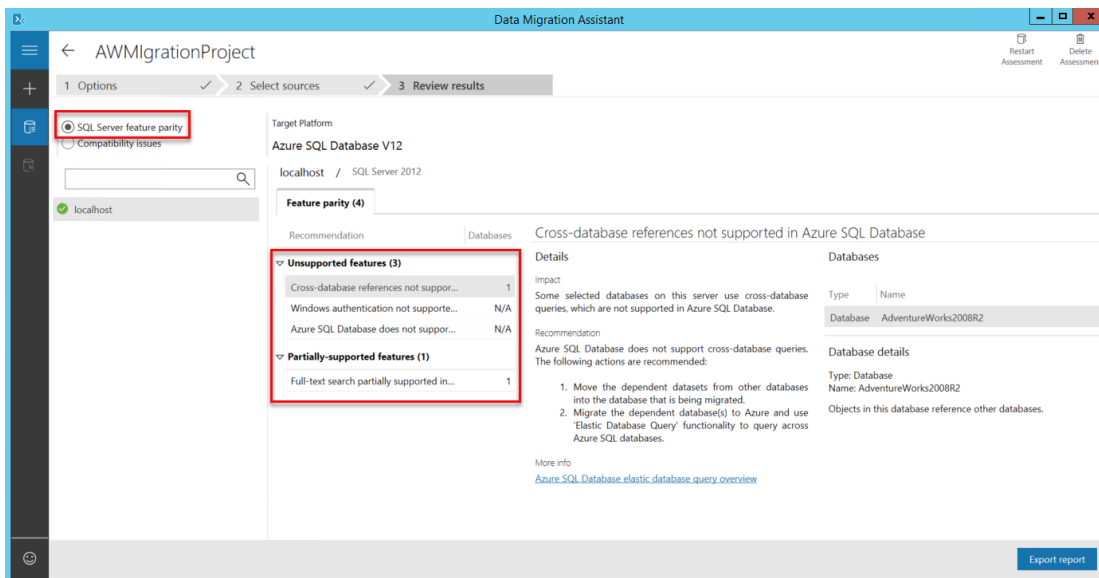 Data Migration Assistant
AWMIgrationProject
Restart Assessment
Delete Assessment
1 Options
2 Select sources
3 Review results
SQL Server feature parity
Compatibility issues
localhost
Target Platform
Azure SQL Database V12
localhost / SQL Server 2012
Feature parity (4)
Recommendation Databases
Unsupported features (3)
Cross-database references not suppor... 1
Windows authentication not supporte... N/A
Azure SQL Database does not suppor... N/A
Partially-supported features (1)
Full-text search partially supported in... 1
Cross-database references not supported in Azure SQL Database
Details
Impact
Some selected databases on this server use cross-database
queries, which are not supported in Azure SQL Database.
Recommendation
Azure SQL Database does not support cross-database queries.
The following actions are recommended:
1. Move the dependent datasets from other databases
into the database that is being migrated.
2. Migrate the dependent database(s) to Azure and use
'Elastic Database Query' functionality to query across
Azure SQL databases.
More info
Azure SQL Database elastic database query overview
Databases
Type Name
Database AdventureWorks2008R2
Database details
Type: Database
Name: AdventureWorks2008R2
Objects in this database reference other databases.
Export report